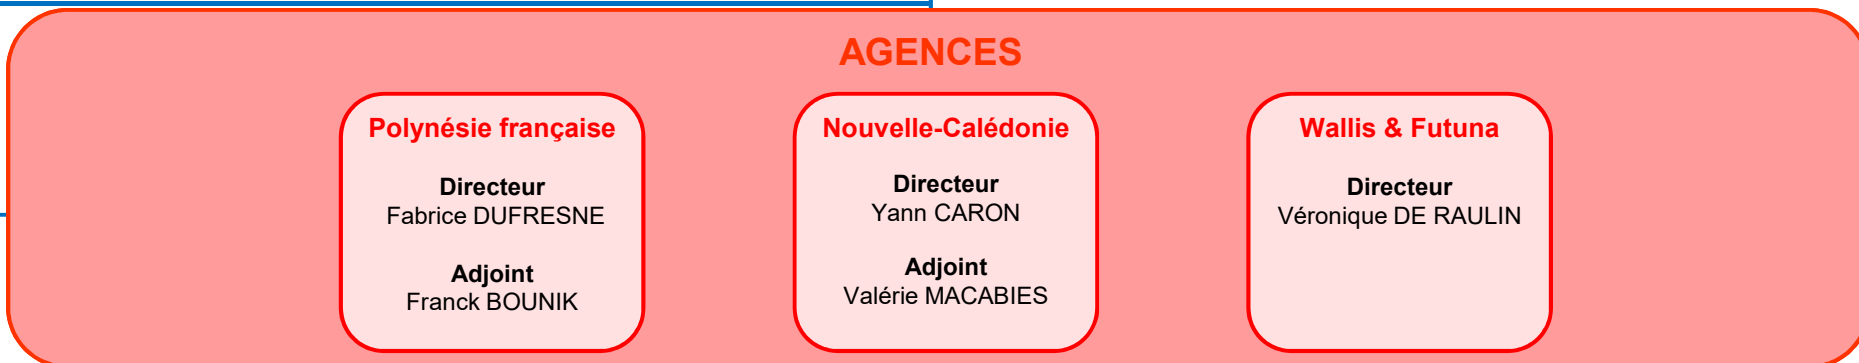 AGENCES
Polynésie française
Directeur
Fabrice DUFRESNE
Adjoint
Franck BOUNIK
Nouvelle-Calédonie
Directeur
Yann CARON
Adjoint
Valérie MACABIES
Wallis & Futuna
Directeur
Véronique DE RAULIN